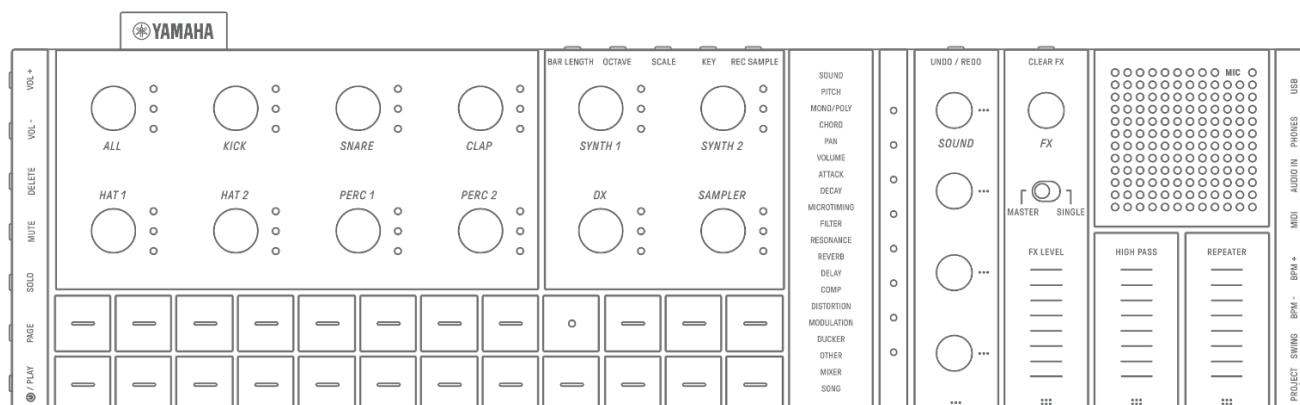 YAMAHA
BAR LENGTH OCTAVE SCALE KEY REC SAMPLE
ALL KICK SNARE CLAP SYNTH 1 SYNTH 2
HAT 1 HAT 2 PERC 1 PERC 2 DX SAMPLER
VOL +
VOL -
DELETE
MUTE
SOLO
PAGE
/ PLAY
SOUND
PITCH
MONO/POLY
CHORD
PAN
VOLUME
ATTACK
DECAY
MICROTIMING
FILTER
RESONANCE
REVERB
DELAY
COMP
DISTORTION
MODULATION
DUCKER
OTHER
MIXER
SONG
UNDO / REDO
SOUND
CLEAR FX
FX
MASTER SINGLE
FX LEVEL
MIC
HIGH PASS
REPEATER
USB
PHONES
AUDIO IN
MIDI
BPM +
BPM -
SWING
PROJECT